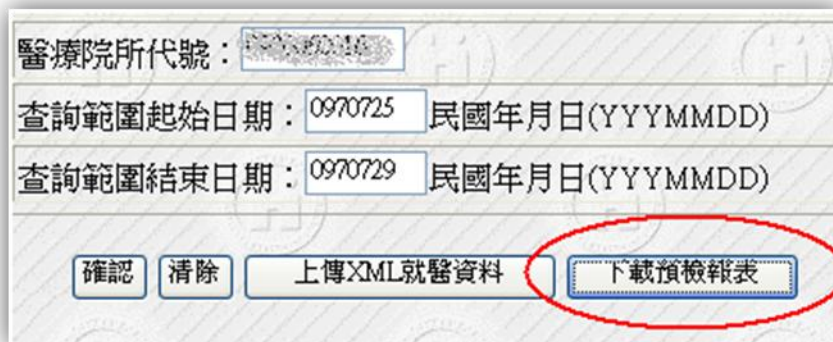 醫療院所代號：
查詢範圍起始日期：0970725 民國年月日(YYYMMDD)
查詢範圍結束日期：0970729 民國年月日(YYYMMDD)
確認 清除 上傳XML就醫資料 下載預檢報表